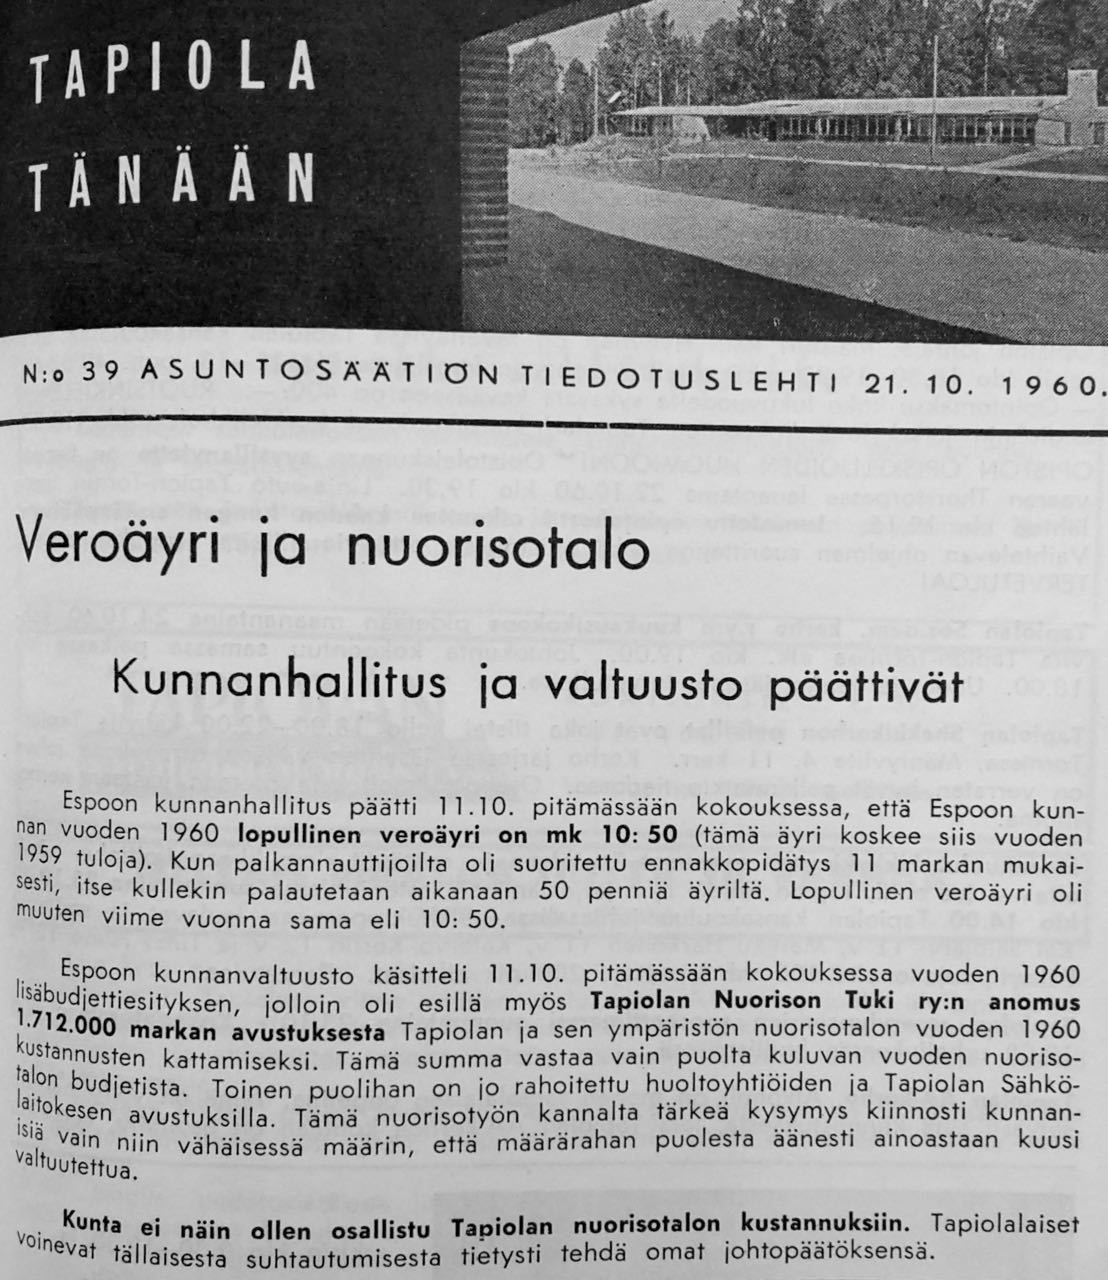 TAPIOLA
TÄNÄÄN
N:o 39 ASUNTOSÄÄTIÖN TIEDOTUSLEHTI 21.10.1960.
Veroäyri ja nuorisotalo
Kunnanhallitus ja valtuusto päättivät
Espoon kunnanhallitus päätti 11.10. pitämässään kokouksessa, että Espoon kun-
nan vuoden 1960 lopullinen veroäyri on mk 10:50 (tämä äyri koskee siis vuoden
1959 tuloja). Kun palkannauttijoilta oli suoritettu ennakkopidätys 11 markan mukai-
sesti, itse kullekin palautetaan aikanaan 50 penniä äyriltä. Lopullinen veroäyri oli
muuten viime vuonna sama eli 10:50.
Espoon kunnanvaltuusto käsitteli 11.10. pitämässään kokouksessa vuoden 1960
lisäbudjettiesityksen, jolloin oli esillä myös Tapiolan Nuorison Tuki ry:n anomus
1.712.000 markan avustuksesta Tapiolan ja sen ympäristön nuorisotalon vuoden 1960
kustannusten kattamiseksi. Tämä summa vastaa vain puolta kuluvan vuoden nuoriso-
talon budjetista. Toinen puolihan on jo rahoitettu huoltoyhtiöiden ja Tapiolan Sähkö-
laitokesen avustuksilla. Tämä nuorisotyön kannalta tärkeä kysymys kiinnosti kunnan-
isiä vain niin vähäisessä määrin, että määrärahan puolesta äänesti ainoastaan kuusi
valtuutettua.
Kunta ei näin ollen osallistu Tapiolan nuorisotalon kustannuksiin. Tapiolalaiset
voinevat tällaisesta suhtautumisesta tietysti tehdä omat johtopäätöksensä.